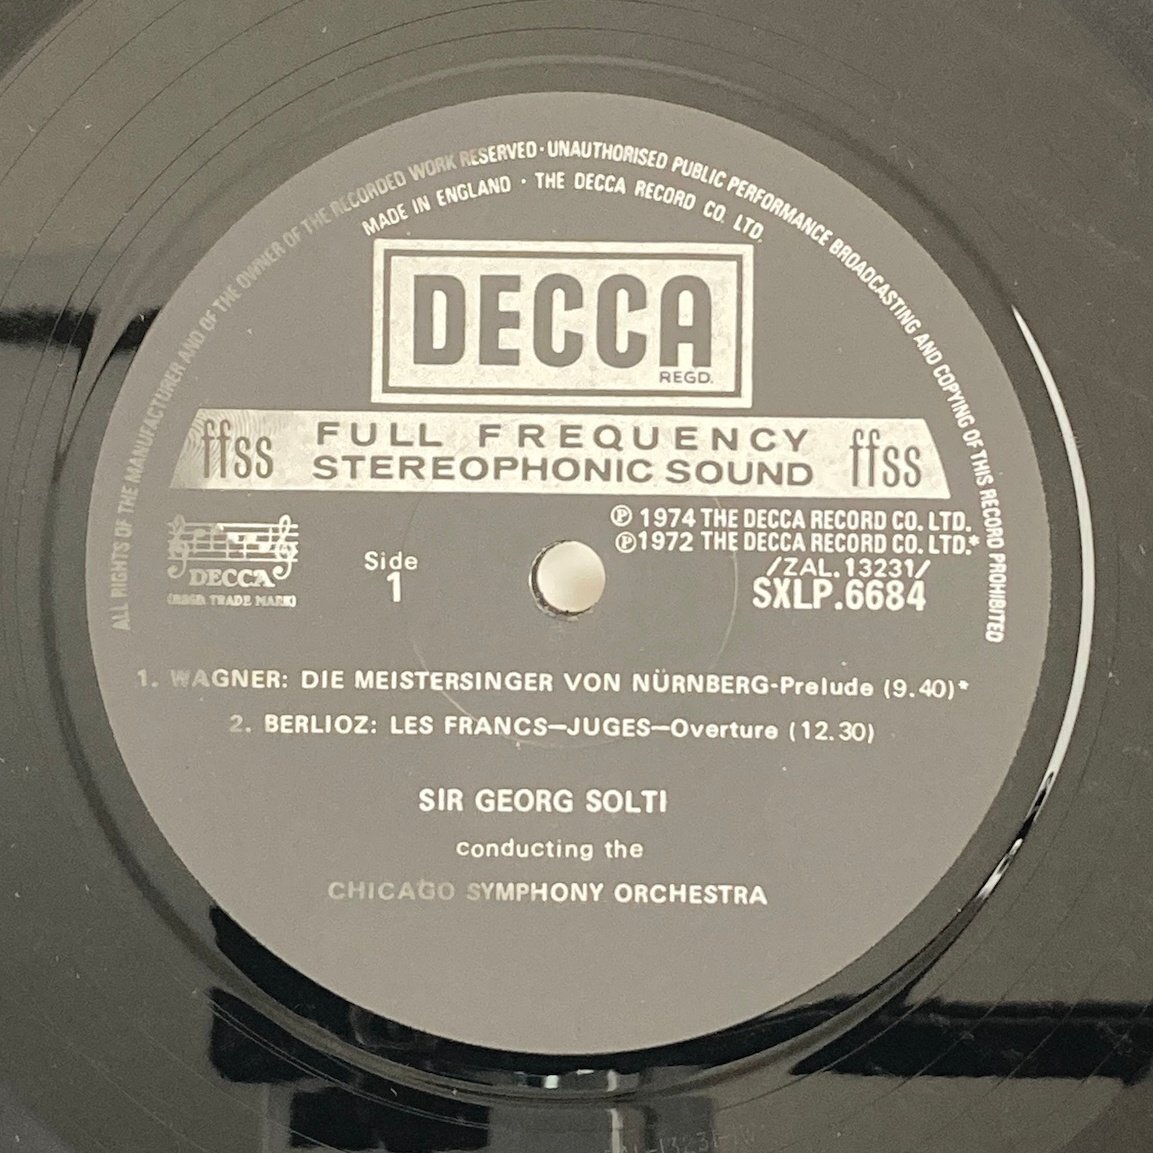 ALL RIGHTS OF THE MANUFACTURER AND OF THE OWNER OF THE RECORDED WORK RESERVED · UNAUTHORISED PUBLIC PERFORMANCE BROADCASTING AND COPYING OF THIS RECORD PROHIBITED
MADE IN ENGLAND · THE DECCA RECORD CO. LTD.
DECCA
REGD.
ffss FULL FREQUENCY ffss
STEREOPHONIC SOUND
Ⓟ 1974 THE DECCA RECORD CO. LTD.
Ⓟ1972 THE DECCA RECORD CO. LTD.*
/ZAL.13231/
SXLP.6684
DECCA
(REGD. TRADE MARK)
Side
1
1. WAGNER: DIE MEISTERSINGER VON NÜRNBERG-Prelude (9.40)*
2. BERLIOZ: LES FRANCS—JUGES—Overture (12.30)
SIR GEORG SOLTI
conducting the
CHICAGO SYMPHONY ORCHESTRA